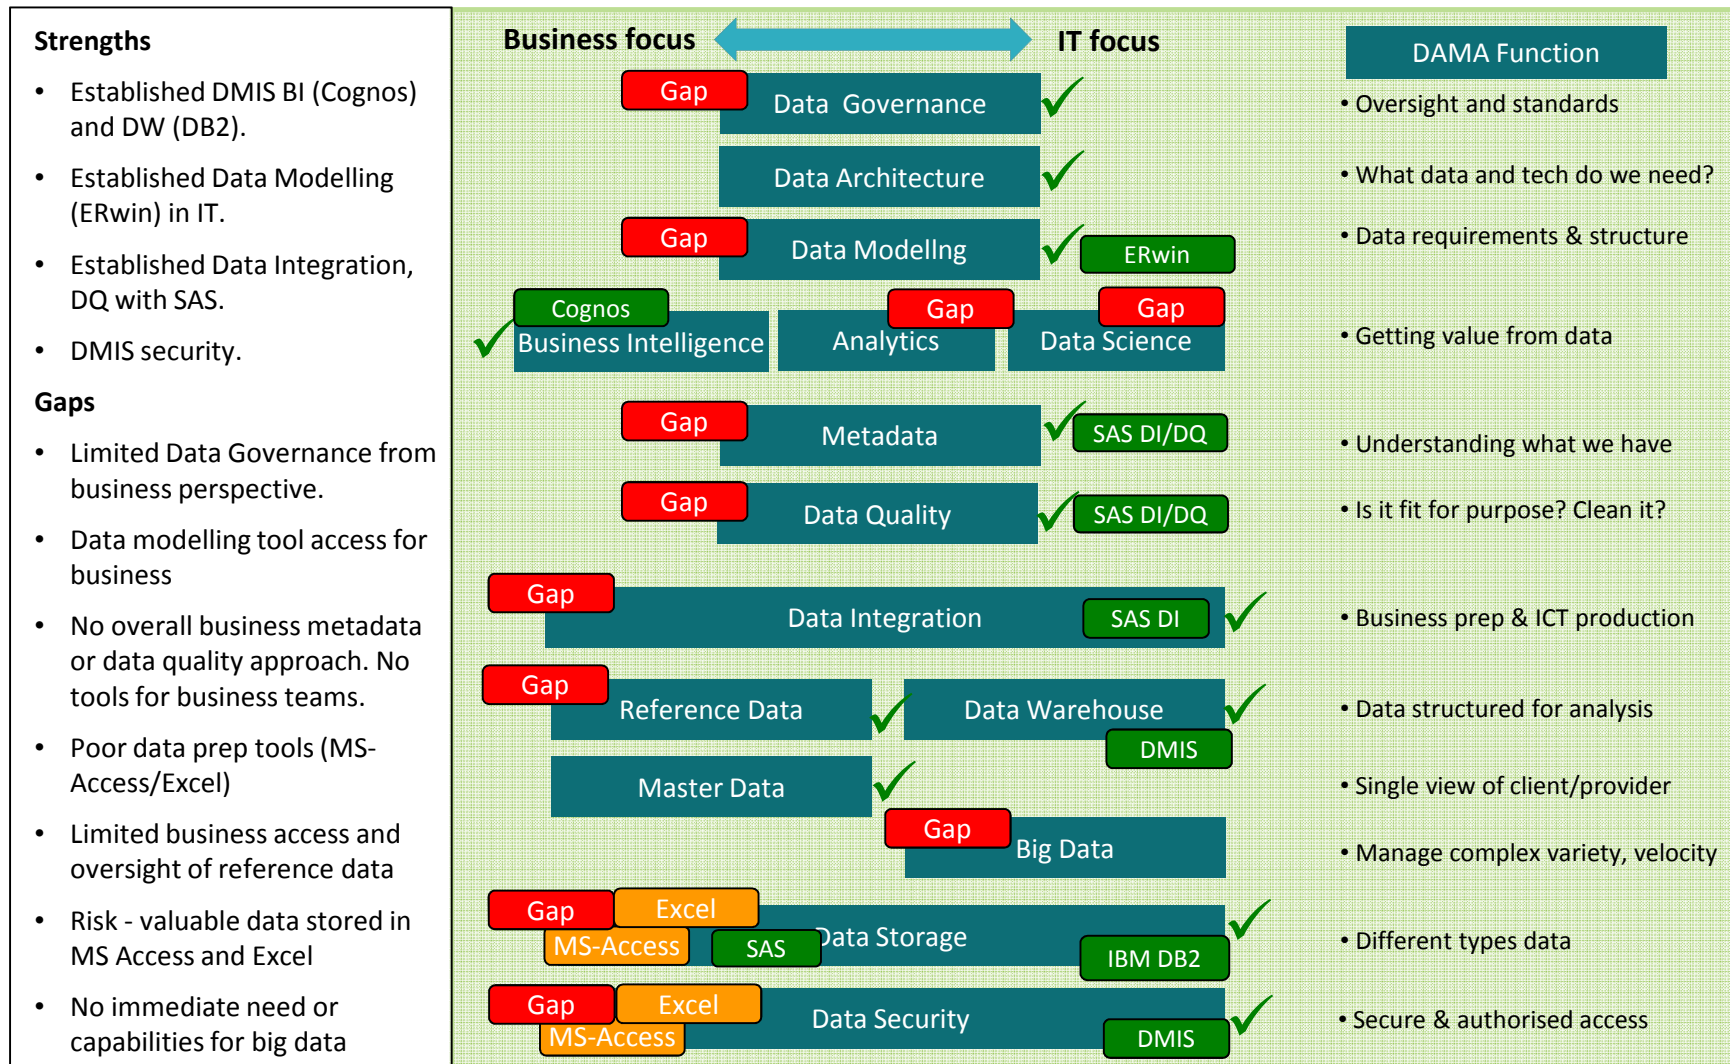 Strengths
• Established DMIS BI (Cognos)
and DW (DB2).
• Established Data Modelling
(ERwin) in IT.
• Established Data Integration,
DQ with SAS.
• DMIS security.
Gaps
• Limited Data Governance from
business perspective.
• Data modelling tool access for
business
• No overall business metadata
or data quality approach. No
tools for business teams.
• Poor data prep tools (MS-
Access/Excel)
• Limited business access and
oversight of reference data
• Risk - valuable data stored in
MS Access and Excel
• No immediate need or
capabilities for big data
Business focus
IT focus
DAMA Function
Gap
Data Governance
• Oversight and standards
Data Architecture
• What data and tech do we need?
Gap
Data Modellng
ERwin
• Data requirements & structure
Cognos
Business Intelligence
Gap
Analytics
Gap
Data Science
• Getting value from data
Gap
Metadata
SAS DI/DQ
• Understanding what we have
Gap
Data Quality
SAS DI/DQ
• Is it fit for purpose? Clean it?
Gap
Data Integration
SAS DI
• Business prep & ICT production
Gap
Reference Data
Data Warehouse
DMIS
• Data structured for analysis
Master Data
• Single view of client/provider
Gap
Big Data
• Manage complex variety, velocity
Gap
Excel
MS-Access
SAS
Data Storage
IBM DB2
• Different types data
Gap
Excel
MS-Access
Data Security
DMIS
• Secure & authorised access